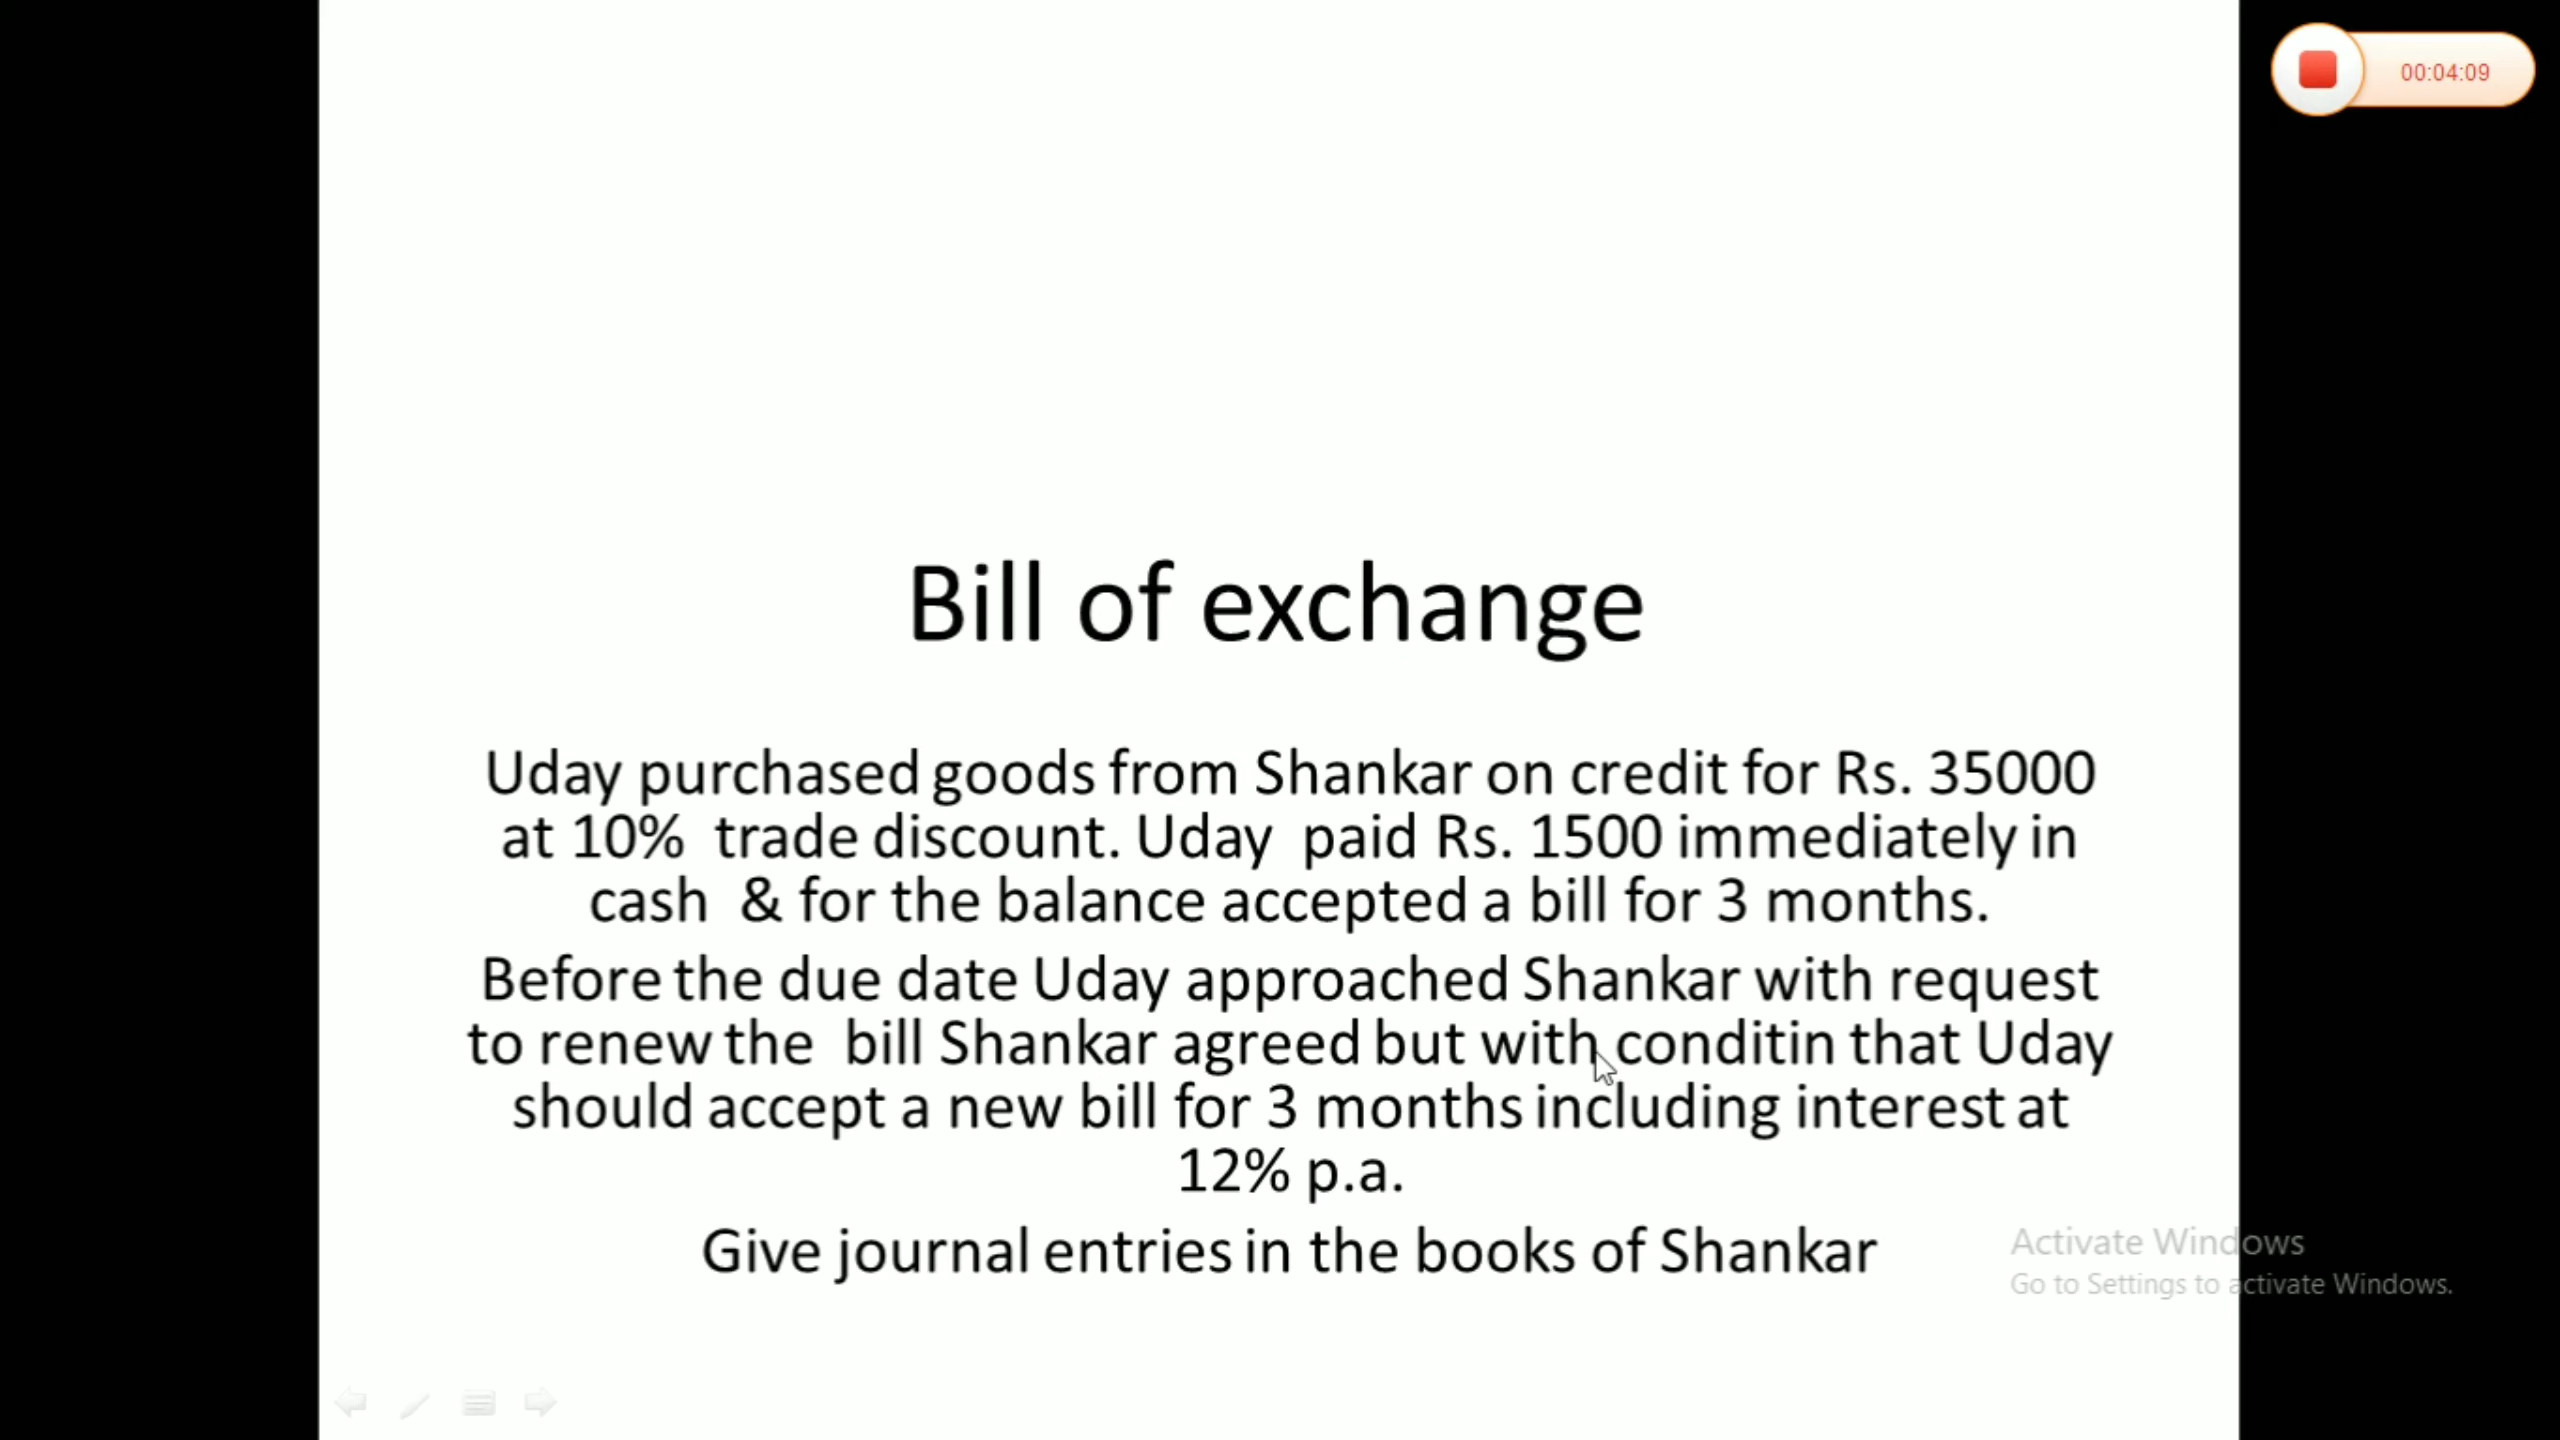 00:04:09
Bill of exchange
Uday purchased goods from Shankar on credit for Rs. 35000
at 10% trade discount. Uday paid Rs. 1500 immediately in
cash & for the balance accepted a bill for 3 months.
Before the due date Uday approached Shankar with request
to renew the bill Shankar agreed but with conditin that Uday
should accept a new bill for 3 months including interest at
12% p.a.
Give journal entries in the books of Shankar
Activate Windows
Go to Settings to activate Windows.